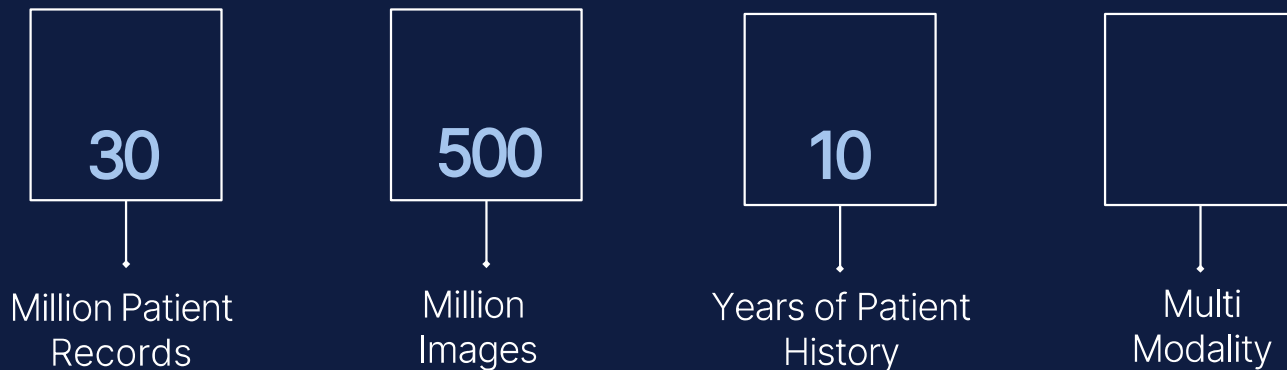 30
Million Patient
Records
500
Million
Images
10
Years of Patient
History
Multi
Modality